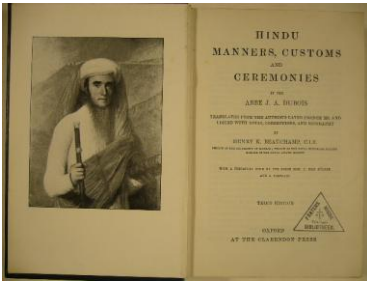 HINDU
MANNERS, CUSTOMS
AND
CEREMONIES
BY THE
ABBE J. A. DUBOIS
TRANSLATED FROM THE AUTHOR'S LATER FRENCH MS. AND
EDITED WITH NOTES, CORRECTIONS, AND BIOGRAPHY
BY
HENRY K. BEAUCHAMP, C.I.E.
THIRD EDITION
OXFORD
AT THE CLARENDON PRESS